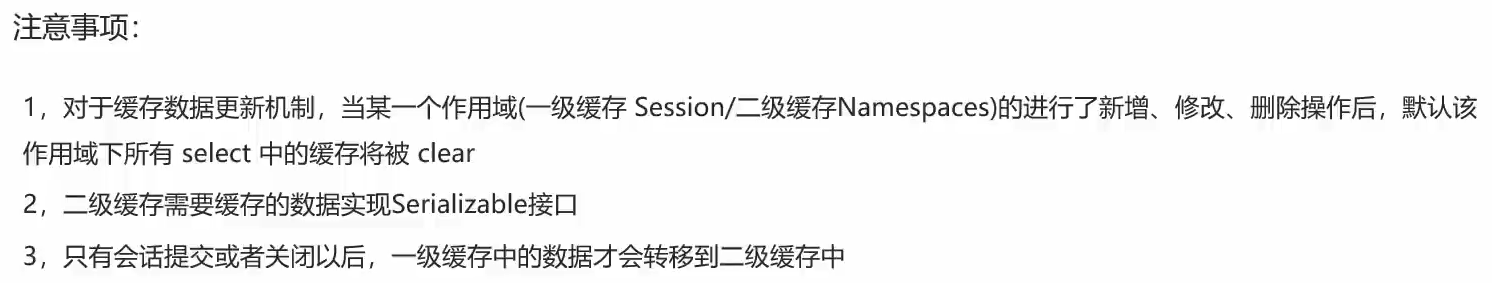 注意事项：
1，对于缓存数据更新机制，当某一个作用域(一级缓存 Session/二级缓存Namespaces)的进行了新增、修改、删除操作后，默认该
作用域下所有 select 中的缓存将被 clear
2，二级缓存需要缓存的数据实现Serializable接口
3，只有会话提交或者关闭以后，一级缓存中的数据才会转移到二级缓存中